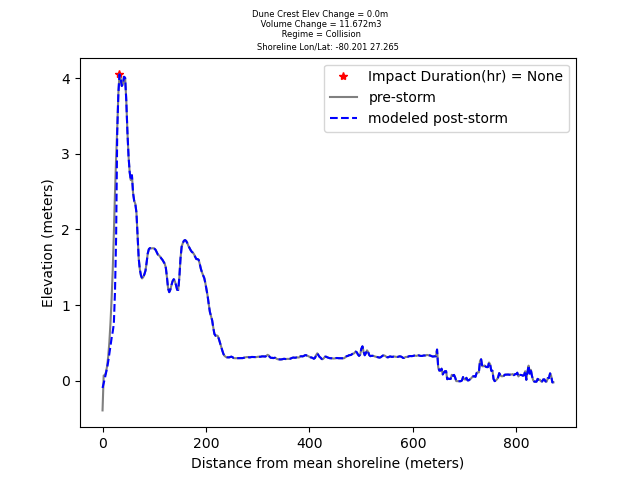 Dune Crest Elev Change = 0.0m
Volume Change = 11.672m3
Regime = Collision
Shoreline Lon/Lat: -80.201 27.265
Impact Duration(hr) = None
pre-storm
modeled post-storm
4
3
2
1
0
Elevation (meters)
0 200 400 600 800
Distance from mean shoreline (meters)